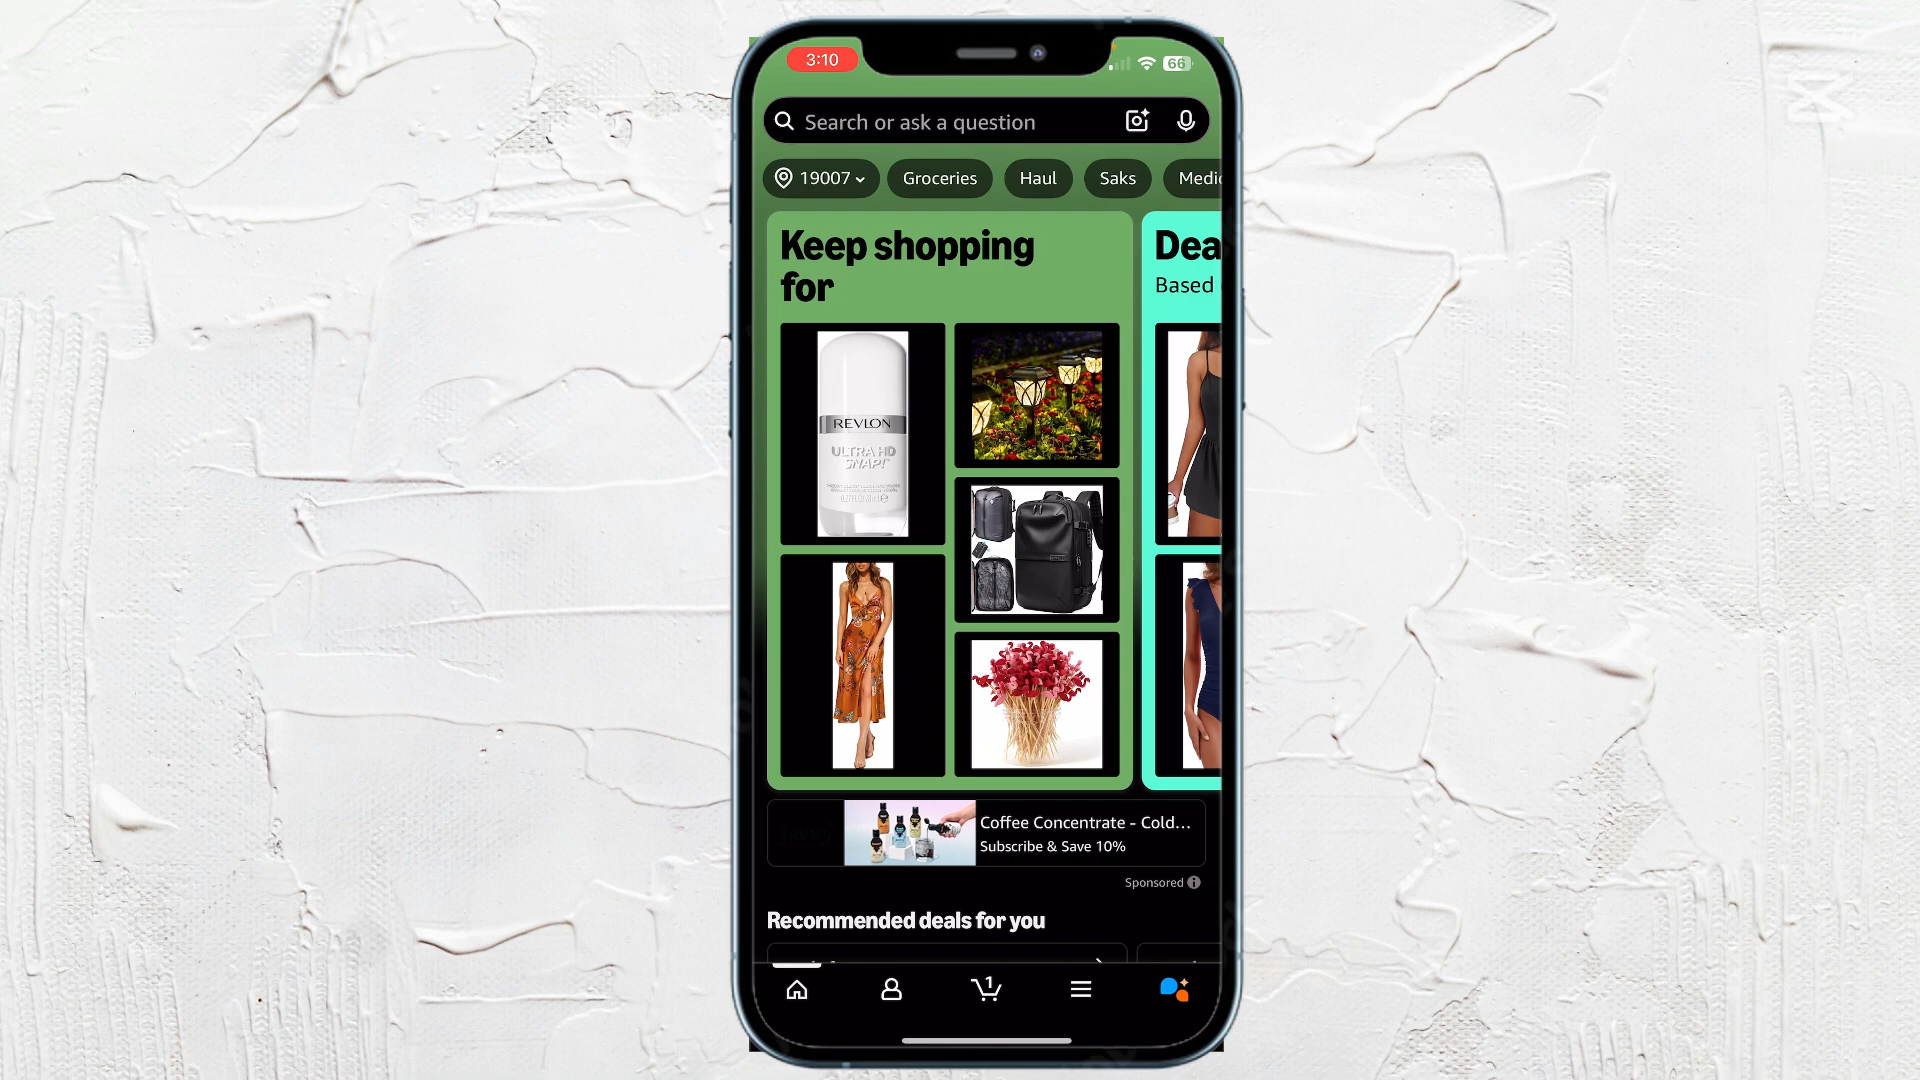 3:10
66
Search or ask a question
19007
Groceries
Haul
Saks
Medic
Keep shopping
for
Dea
Based
REVLON
ULTRA HD
SNAP!
Coffee Concentrate - Cold...
Subscribe & Save 10%
Sponsored
Recommended deals for you
1